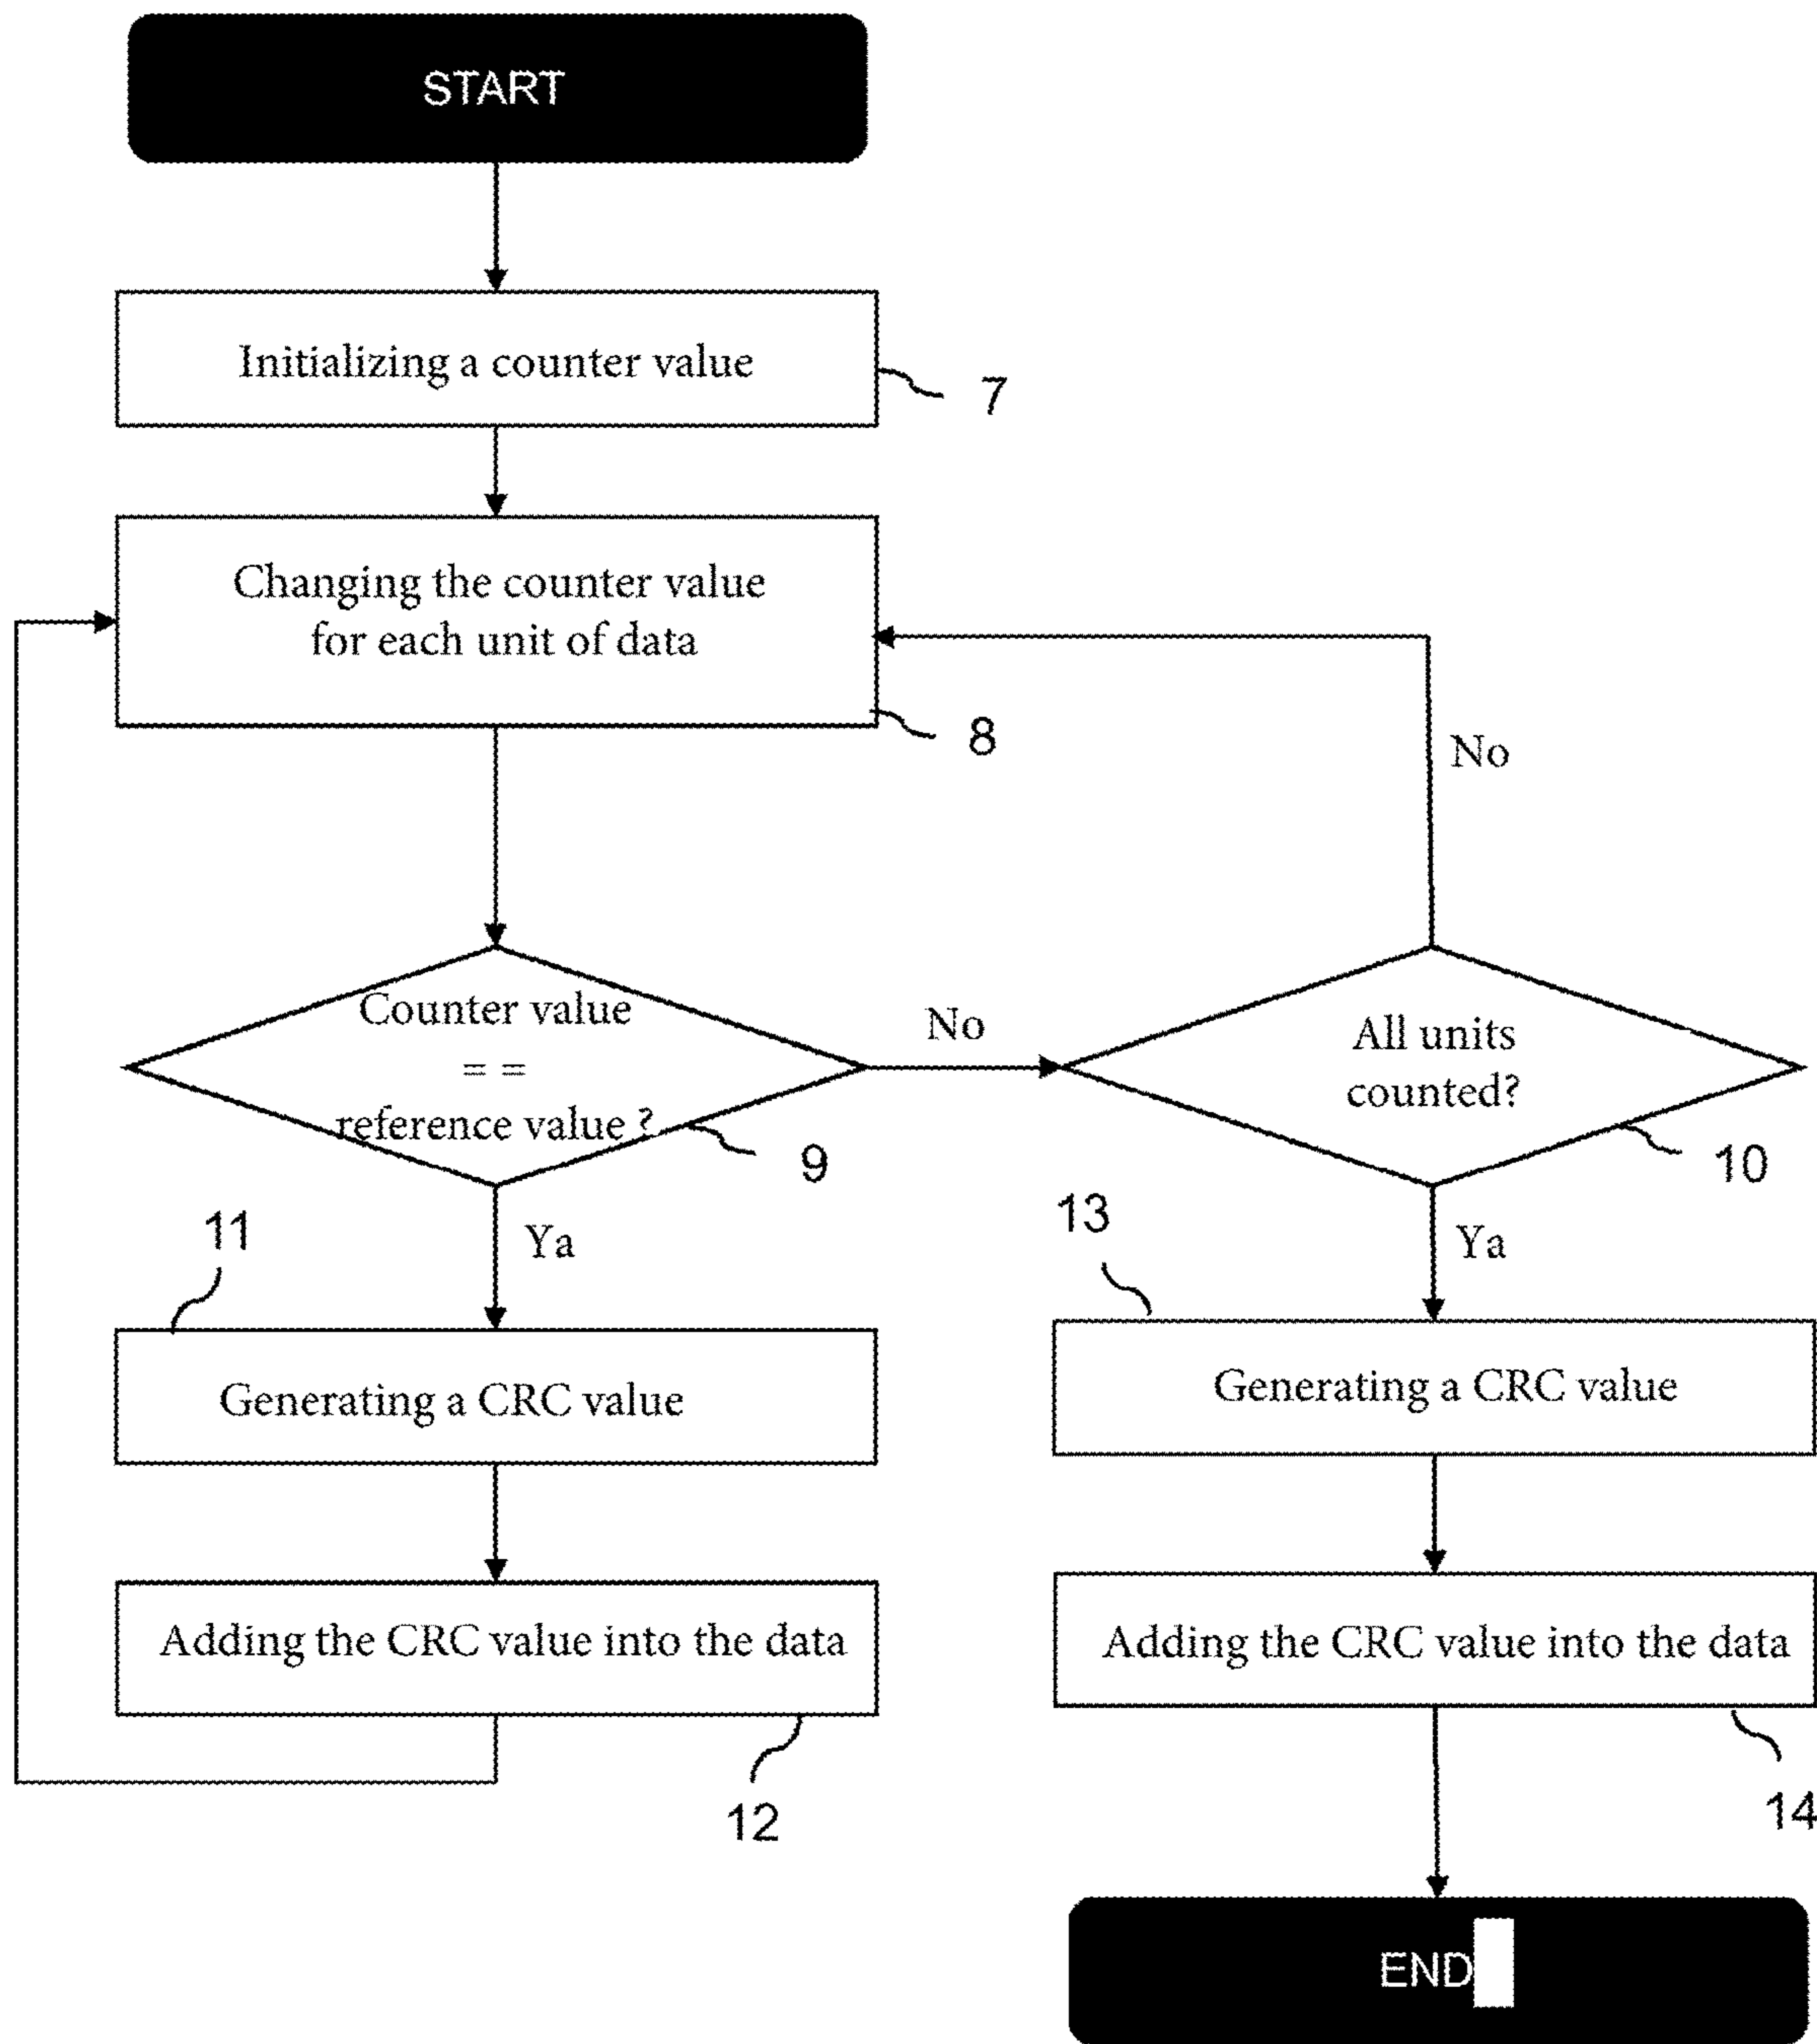 START
Initializing a counter value
7
Changing the counter value
for each unit of data
8
No
Counter value
= =
reference value ?
9
No
All units
counted?
10
11
Ya
13
Ya
Generating a CRC value
Generating a CRC value
Adding the CRC value into the data
12
Adding the CRC value into the data
14
END